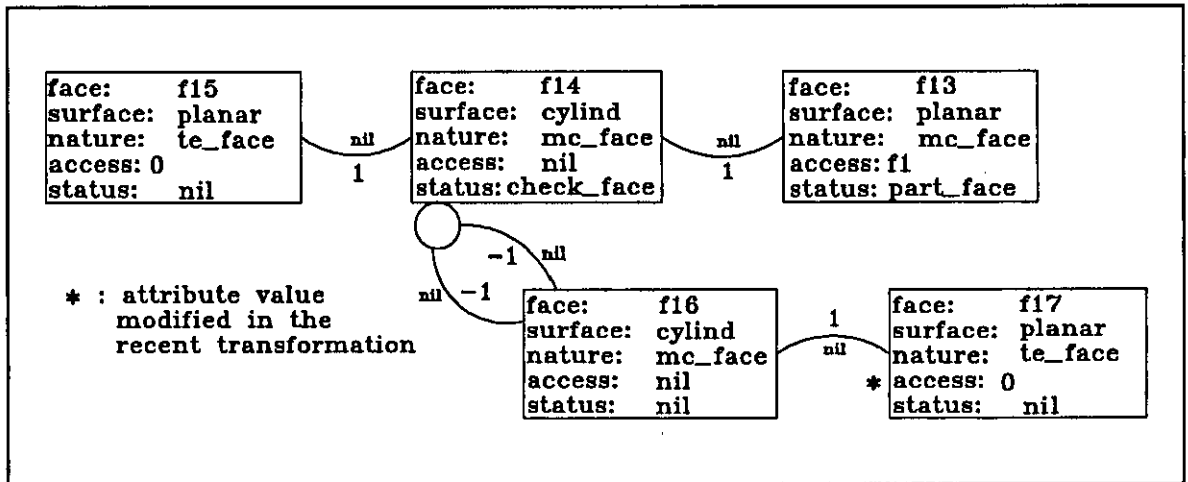 face: f15
surface: planar
nature: te_face
access: 0
status: nil
nil
1
face: f14
surface: cylind
nature: mc_face
access: nil
status: check_face
nil
1
face: f13
surface: planar
nature: mc_face
access: f1
status: part_face
-1 nil
nil -1
* : attribute value
modified in the
recent transformation
face: f16
surface: cylind
nature: mc_face
access: nil
status: nil
1
nil
face: f17
surface: planar
nature: te_face
* access: 0
status: nil